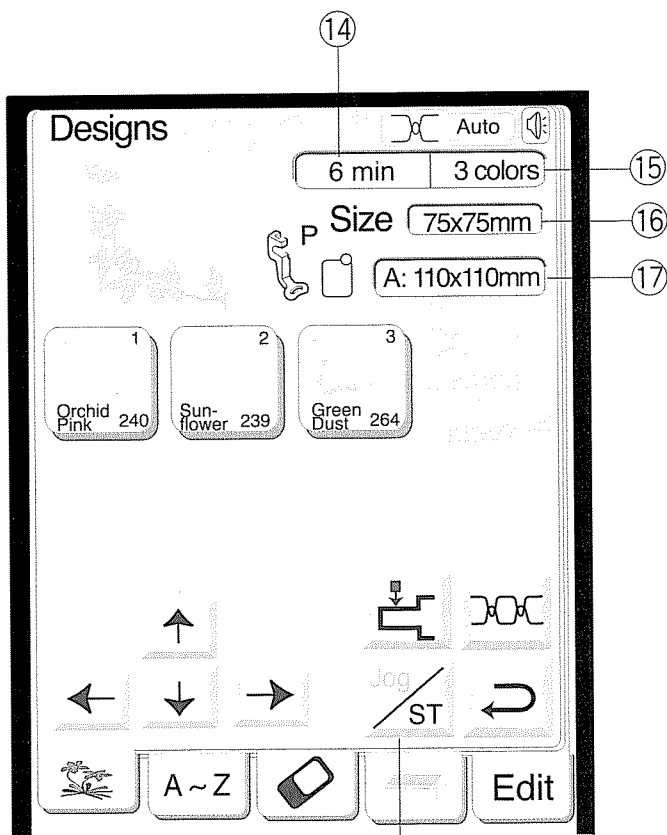 ⑭
Designs
Auto
6 min
3 colors
⑮
P
Size
75x75mm
⑯
A: 110x110mm
⑰
1
2
3
Orchid
Pink 240
Sun-
flower 239
Green
Dust 264
Jog
ST
A ~ Z
Edit